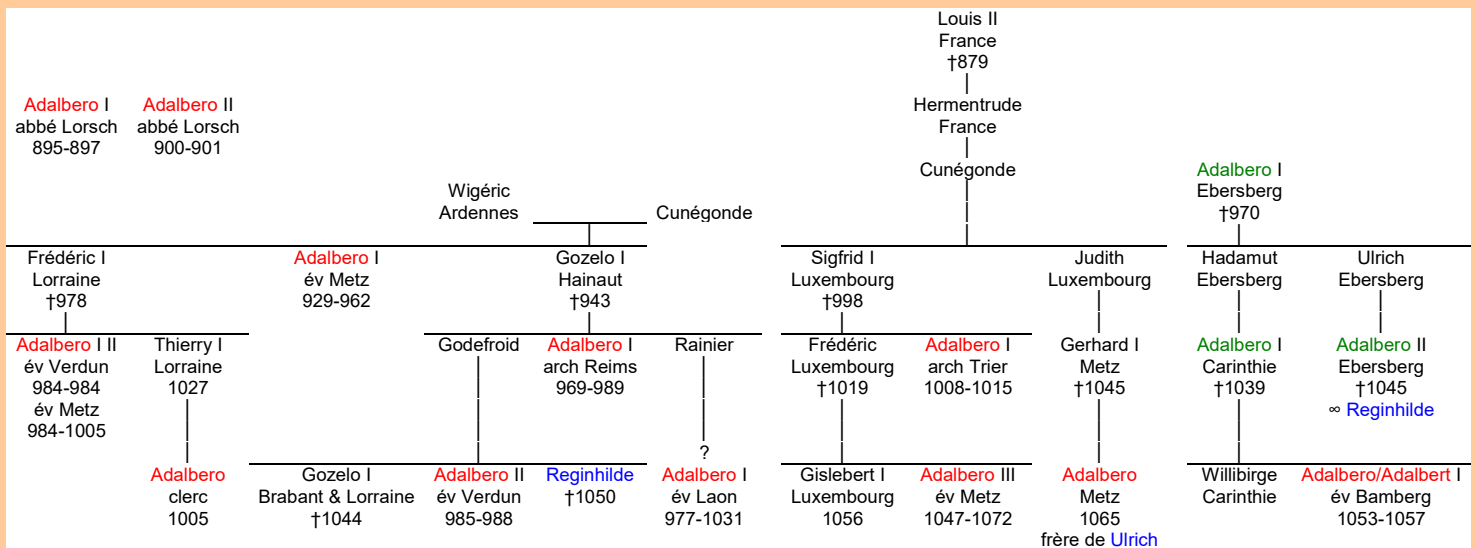 Louis II
France
†879
Hermentrude
France
Cunégonde
Adalbero I
abbé Lorsch
895-897
Adalbero II
abbé Lorsch
900-901
Wigéric
Ardennes
Cunégonde
Adalbero I
Ebersberg
†970
Frédéric I
Lorraine
†978
Adalbero I
év Metz
929-962
Gozelo I
Hainaut
†943
Sigfrid I
Luxembourg
†998
Judith
Luxembourg
Hadamut
Ebersberg
Ulrich
Ebersberg
Adalbero I II
év Verdun
984-984
év Metz
984-1005
Thierry I
Lorraine
1027
Godefroid
Adalbero I
arch Reims
969-989
Rainier
?
Frédéric
Luxembourg
†1019
Adalbero I
arch Trier
1008-1015
Gerhard I
Metz
†1045
Adalbero I
Carinthie
†1039
Adalbero II
Ebersberg
†1045
∞ Reginhilde
Adalbero
clerc
1005
Gozelo I
Brabant & Lorraine
†1044
Adalbero II
év Verdun
985-988
Reginhilde
†1050
Adalbero I
év Laon
977-1031
Gislebert I
Luxembourg
1056
Adalbero III
év Metz
1047-1072
Adalbero
Metz
1065
frère de Ulrich
Willibirge
Carinthie
Adalbero/Adalbert I
év Bamberg
1053-1057